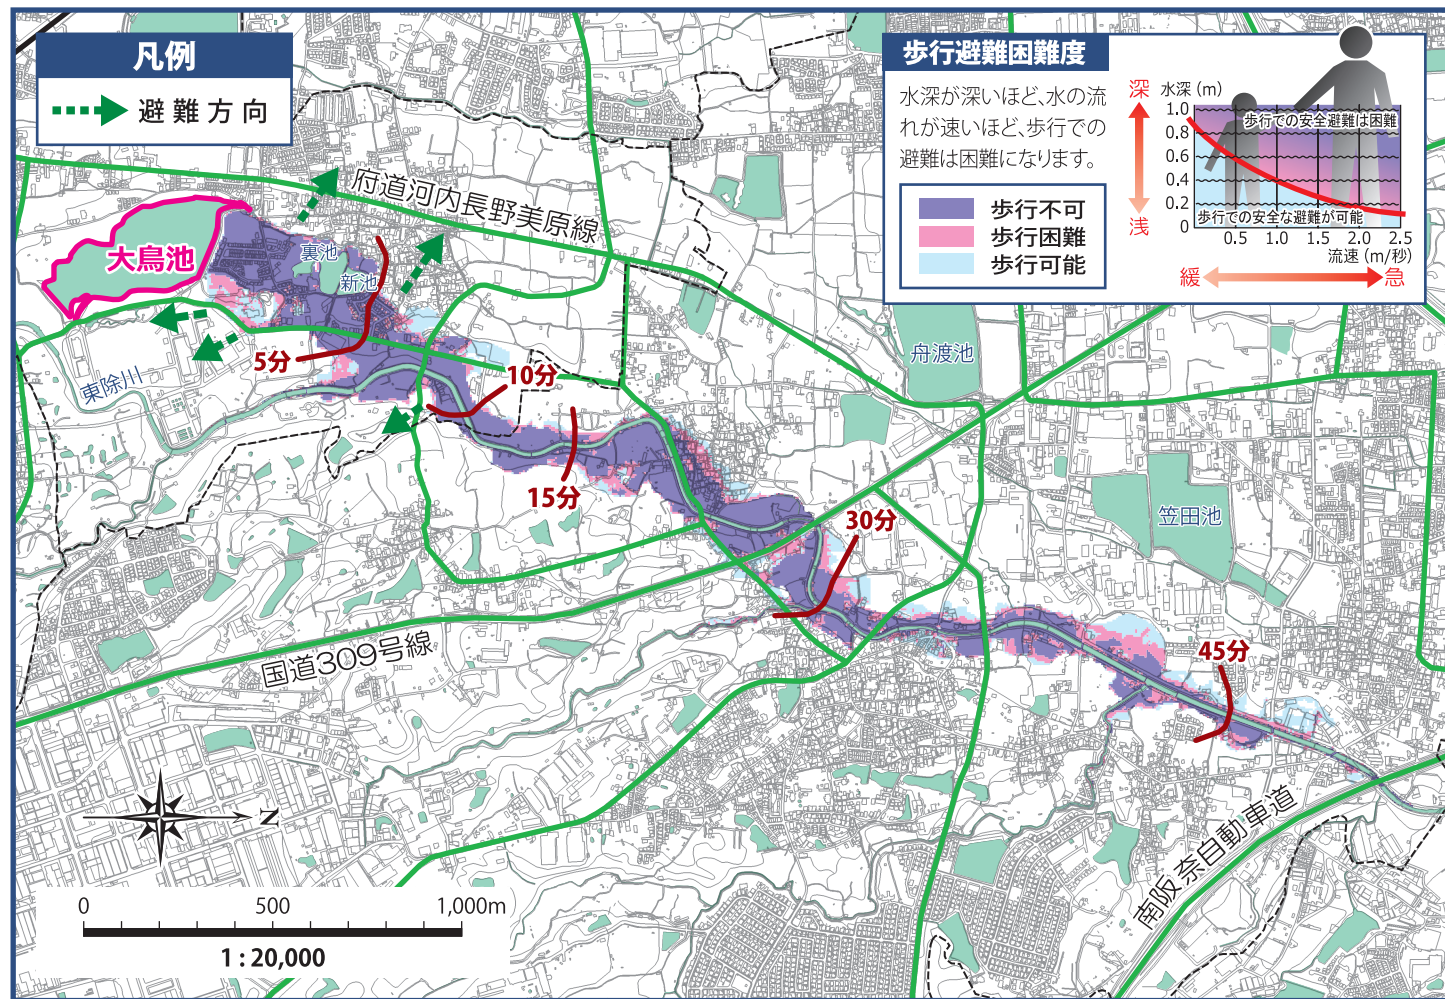 凡例
避難方向
歩行避難困難度
水深が深いほど、水の流
れが速いほど、歩行での
避難は困難になります。
歩行不可
歩行困難
歩行可能
深
浅
水深(m)
1.0
0.8
0.6
0.4
0.2
0
歩行での安全避難は困難
歩行での安全な避難が可能
0.5 1.0 1.5 2.0 2.5
流速(m/秒)
緩
急
府道河内長野美原線
大鳥池
裏池
新池
5分
東除川
10分
15分
舟渡池
笠田池
30分
国道309号線
45分
南阪奈自動車道
N
0 500 1,000m
1:20,000